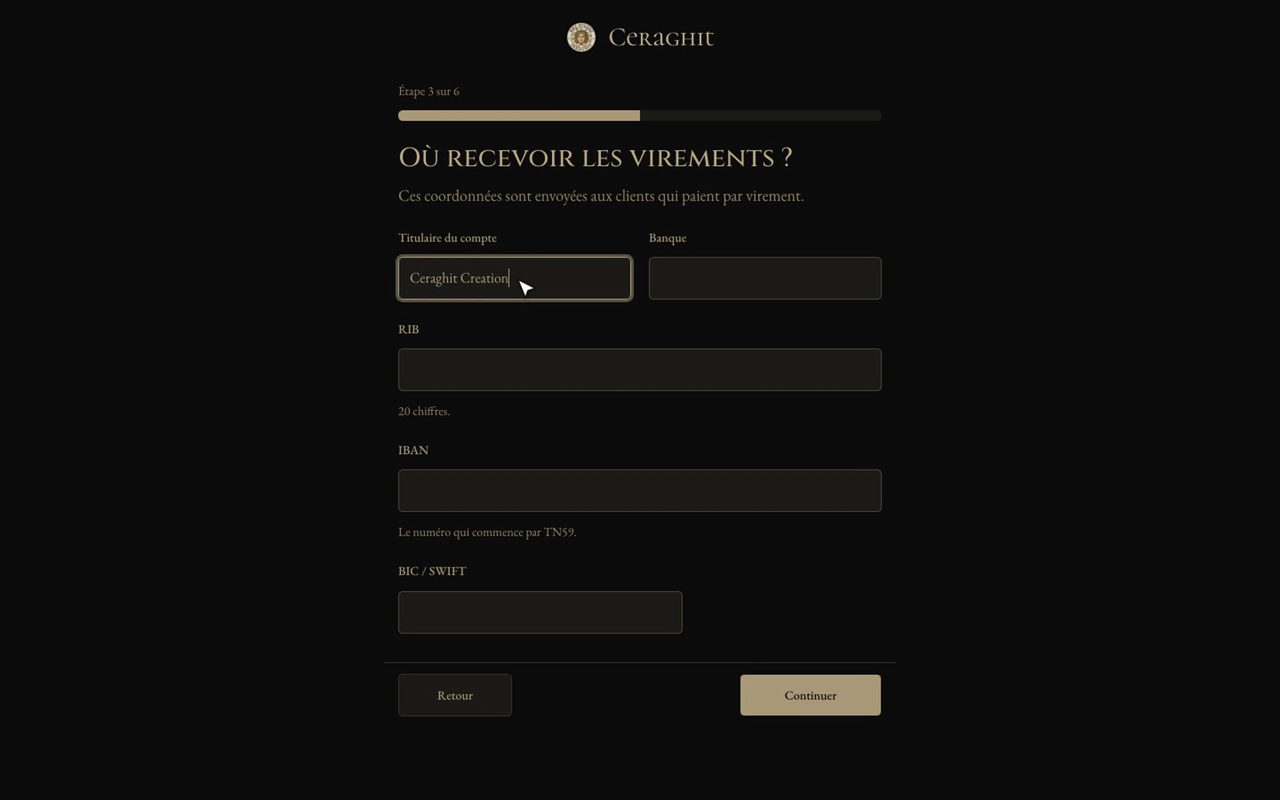 Ceraghit
Étape 3 sur 6
Où recevoir les virements ?
Ces coordonnées sont envoyées aux clients qui paient par virement.
Titulaire du compte
Banque
Ceraghit Creation
RIB
20 chiffres.
IBAN
Le numéro qui commence par TN59.
BIC / SWIFT
Retour
Continuer